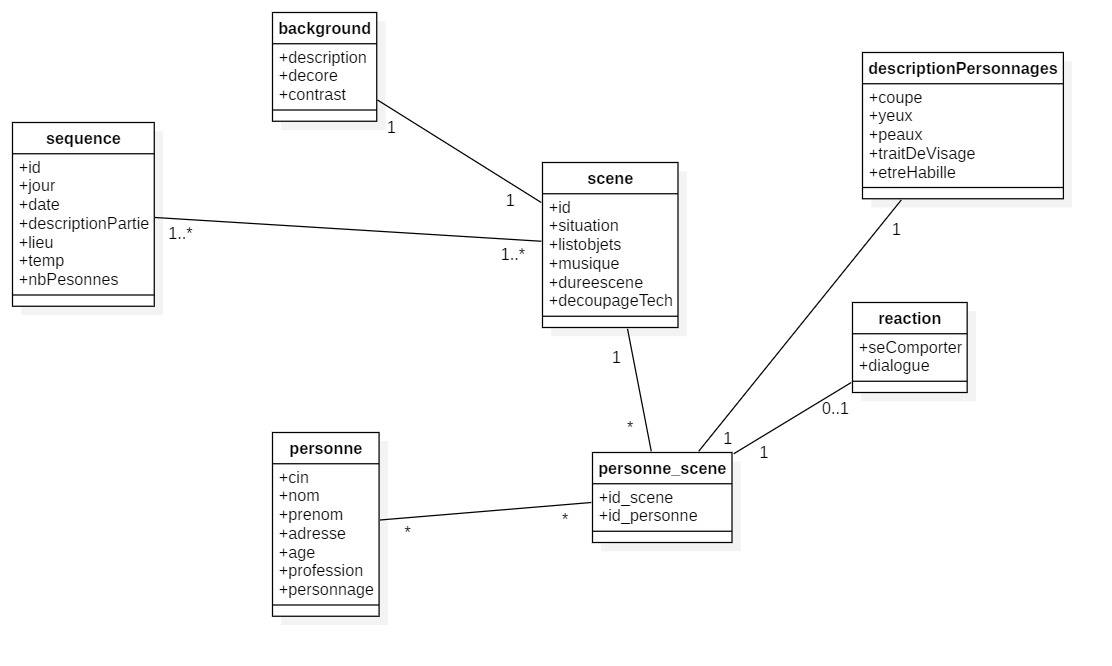 background
+description
+decore
+contrast
1
sequence
+id
+jour
+date
+descriptionPartie
+lieu
+temp
+nbPesonnes
1..*
scene
+id
+situation
+listobjets
+musique
+dureescene
+decoupageTech
1
1..*
1
*
descriptionPersonnages
+coupe
+yeux
+peaux
+traitDeVisage
+etreHabille
1
reaction
+seComporter
+dialogue
0..1
personne
+cin
+nom
+prenom
+adresse
+age
+profession
+personnage
*
*
personne_scene
+id_scene
+id_personne
1
1